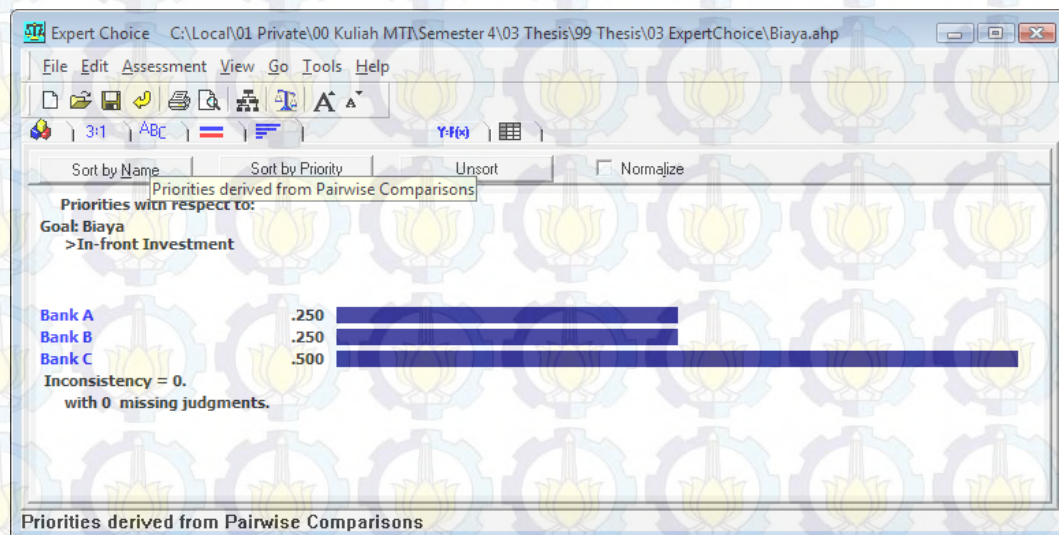 Expert Choice C:\Local\01 Private\00 Kuliah MTI\Semester 4\03 Thesis\99 Thesis\03 ExpertChoice\Biaya.ahp
File Edit Assessment View Go Tools Help
3:1 ABC Y=F(x)
Sort by Name Sort by Priority Unsort Normalize
Priorities derived from Pairwise Comparisons
Priorities with respect to:
Goal: Biaya
>In-front Investment
Bank A .250
Bank B .250
Bank C .500
Inconsistency = 0.
with 0 missing judgments.
Priorities derived from Pairwise Comparisons